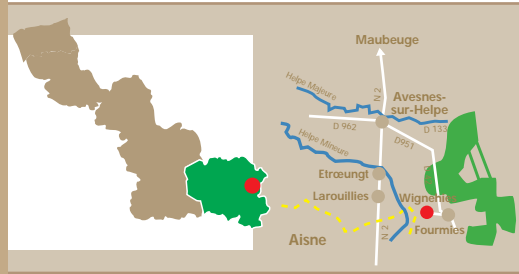 Maubeuge
Helpe Majeure
N 2
Avesnes-
sur-Helpe
D 962
D 133
D951
Helpe Mineure
Etrœungt
Larouillies
Wignehies
Fourmies
N 2
Aisne